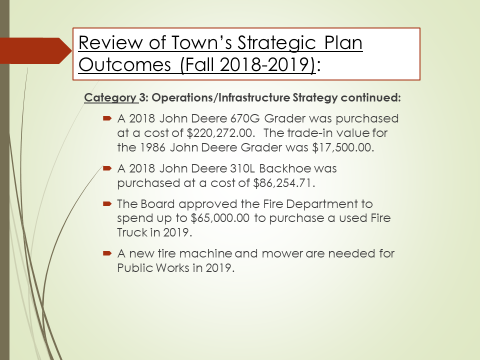 Review of Town's Strategic Plan
Outcomes (Fall 2018-2019):
Category 3: Operations/Infrastructure Strategy continued:
A 2018 John Deere 670G Grader was purchased
at a cost of $220,272.00.  The trade-in value for
the 1986 John Deere Grader was $17,500.00.
A 2018 John Deere 310L Backhoe was
purchased at a cost of $86,254.71.
The Board approved the Fire Department to
spend up to $65,000.00 to purchase a used Fire
Truck in 2019.
A new tire machine and mower are needed for
Public Works in 2019.